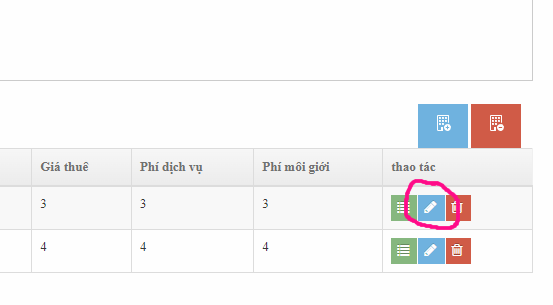 Giá thuê Phí dịch vụ Phí môi giới thao tác
3 3 3
4 4 4